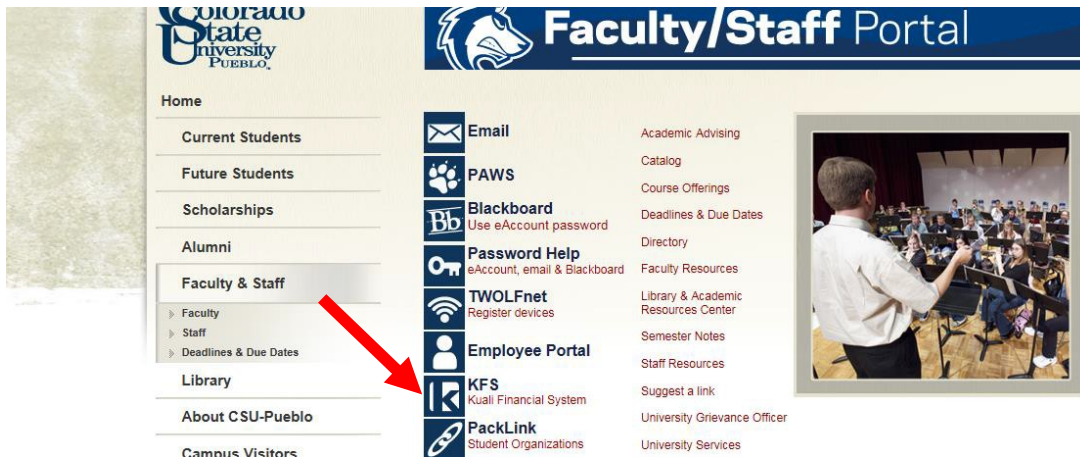 Colorado
State
University
PUEBLO
Faculty/Staff Portal
Home
Current Students
Future Students
Scholarships
Alumni
Faculty & Staff
Faculty
Staff
Deadlines & Due Dates
Library
About CSU-Pueblo
Campus Visitors
Email
PAWS
Bb
Blackboard
Use eAccount password
Password Help
eAccount, email & Blackboard
TWOLFnet
Register devices
Employee Portal
KFS
Kuali Financial System
PackLink
Student Organizations
Academic Advising
Catalog
Course Offerings
Deadlines & Due Dates
Directory
Faculty Resources
Library & Academic
Resources Center
Semester Notes
Staff Resources
Suggest a link
University Grievance Officer
University Services